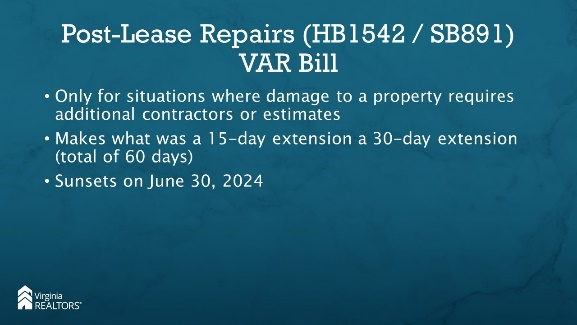 Post-Lease Repairs (HB1542 / SB891)
VAR Bill
• Only for situations where damage to a property requires
additional contractors or estimates
• Makes what was a 15-day extension a 30-day extension
(total of 60 days)
• Sunsets on June 30, 2024
Virginia
REALTORS®